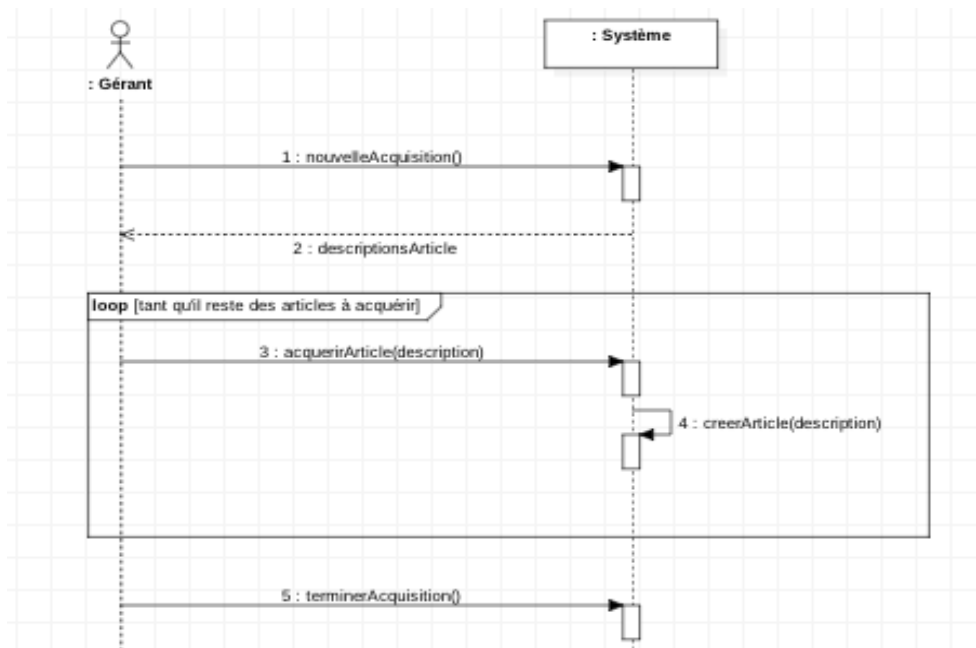 : Système
: Gérant
1 : nouvelleAcquisition()
2 : descriptionsArticle
loop [tant qu'il reste des articles à acquérir]
3 : acquerirArticle(description)
4 : creerArticle(description)
5 : terminerAcquisition()